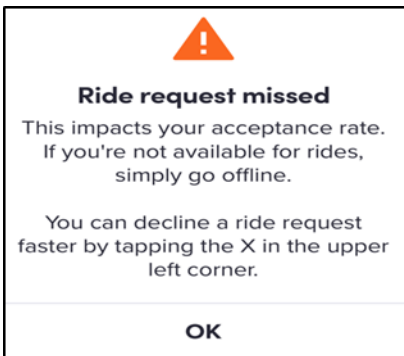 Ride request missed
This impacts your acceptance rate.
If you're not available for rides,
simply go offline.
You can decline a ride request
faster by tapping the X in the upper
left corner.
OK